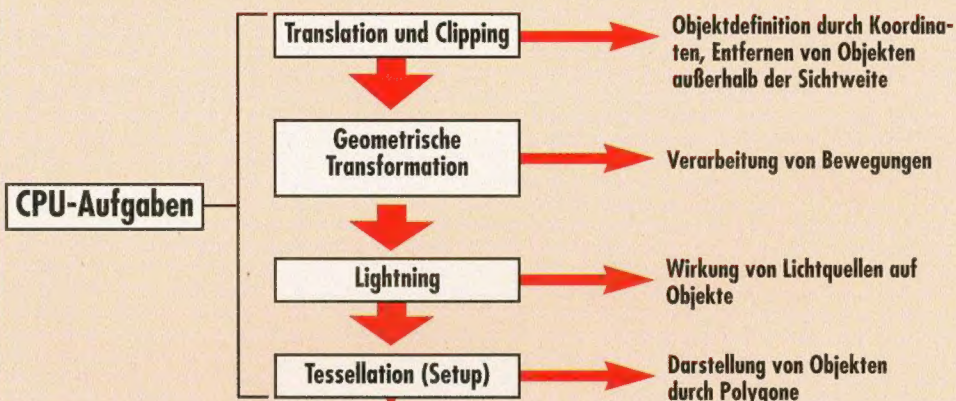 Translation und Clipping
Objektdefinition durch Koordina-
ten, Entfernen von Objekten
außerhalb der Sichtweite
Geometrische
Transformation
Verarbeitung von Bewegungen
CPU-Aufgaben
Lightning
Wirkung von Lichtquellen auf
Objekte
Tessellation (Setup)
Darstellung von Objekten
durch Polygone